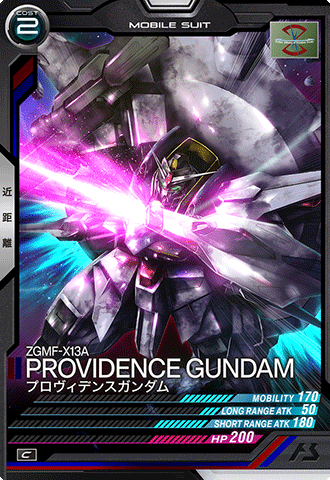 COST
2
MOBILE SUIT
近距離
ZGMF-X13A
PROVIDENCE GUNDAM
プロヴィデンスガンダム
MOBILITY 170
LONG RANGE ATK 50
SHORT RANGE ATK 180
HP 200
C